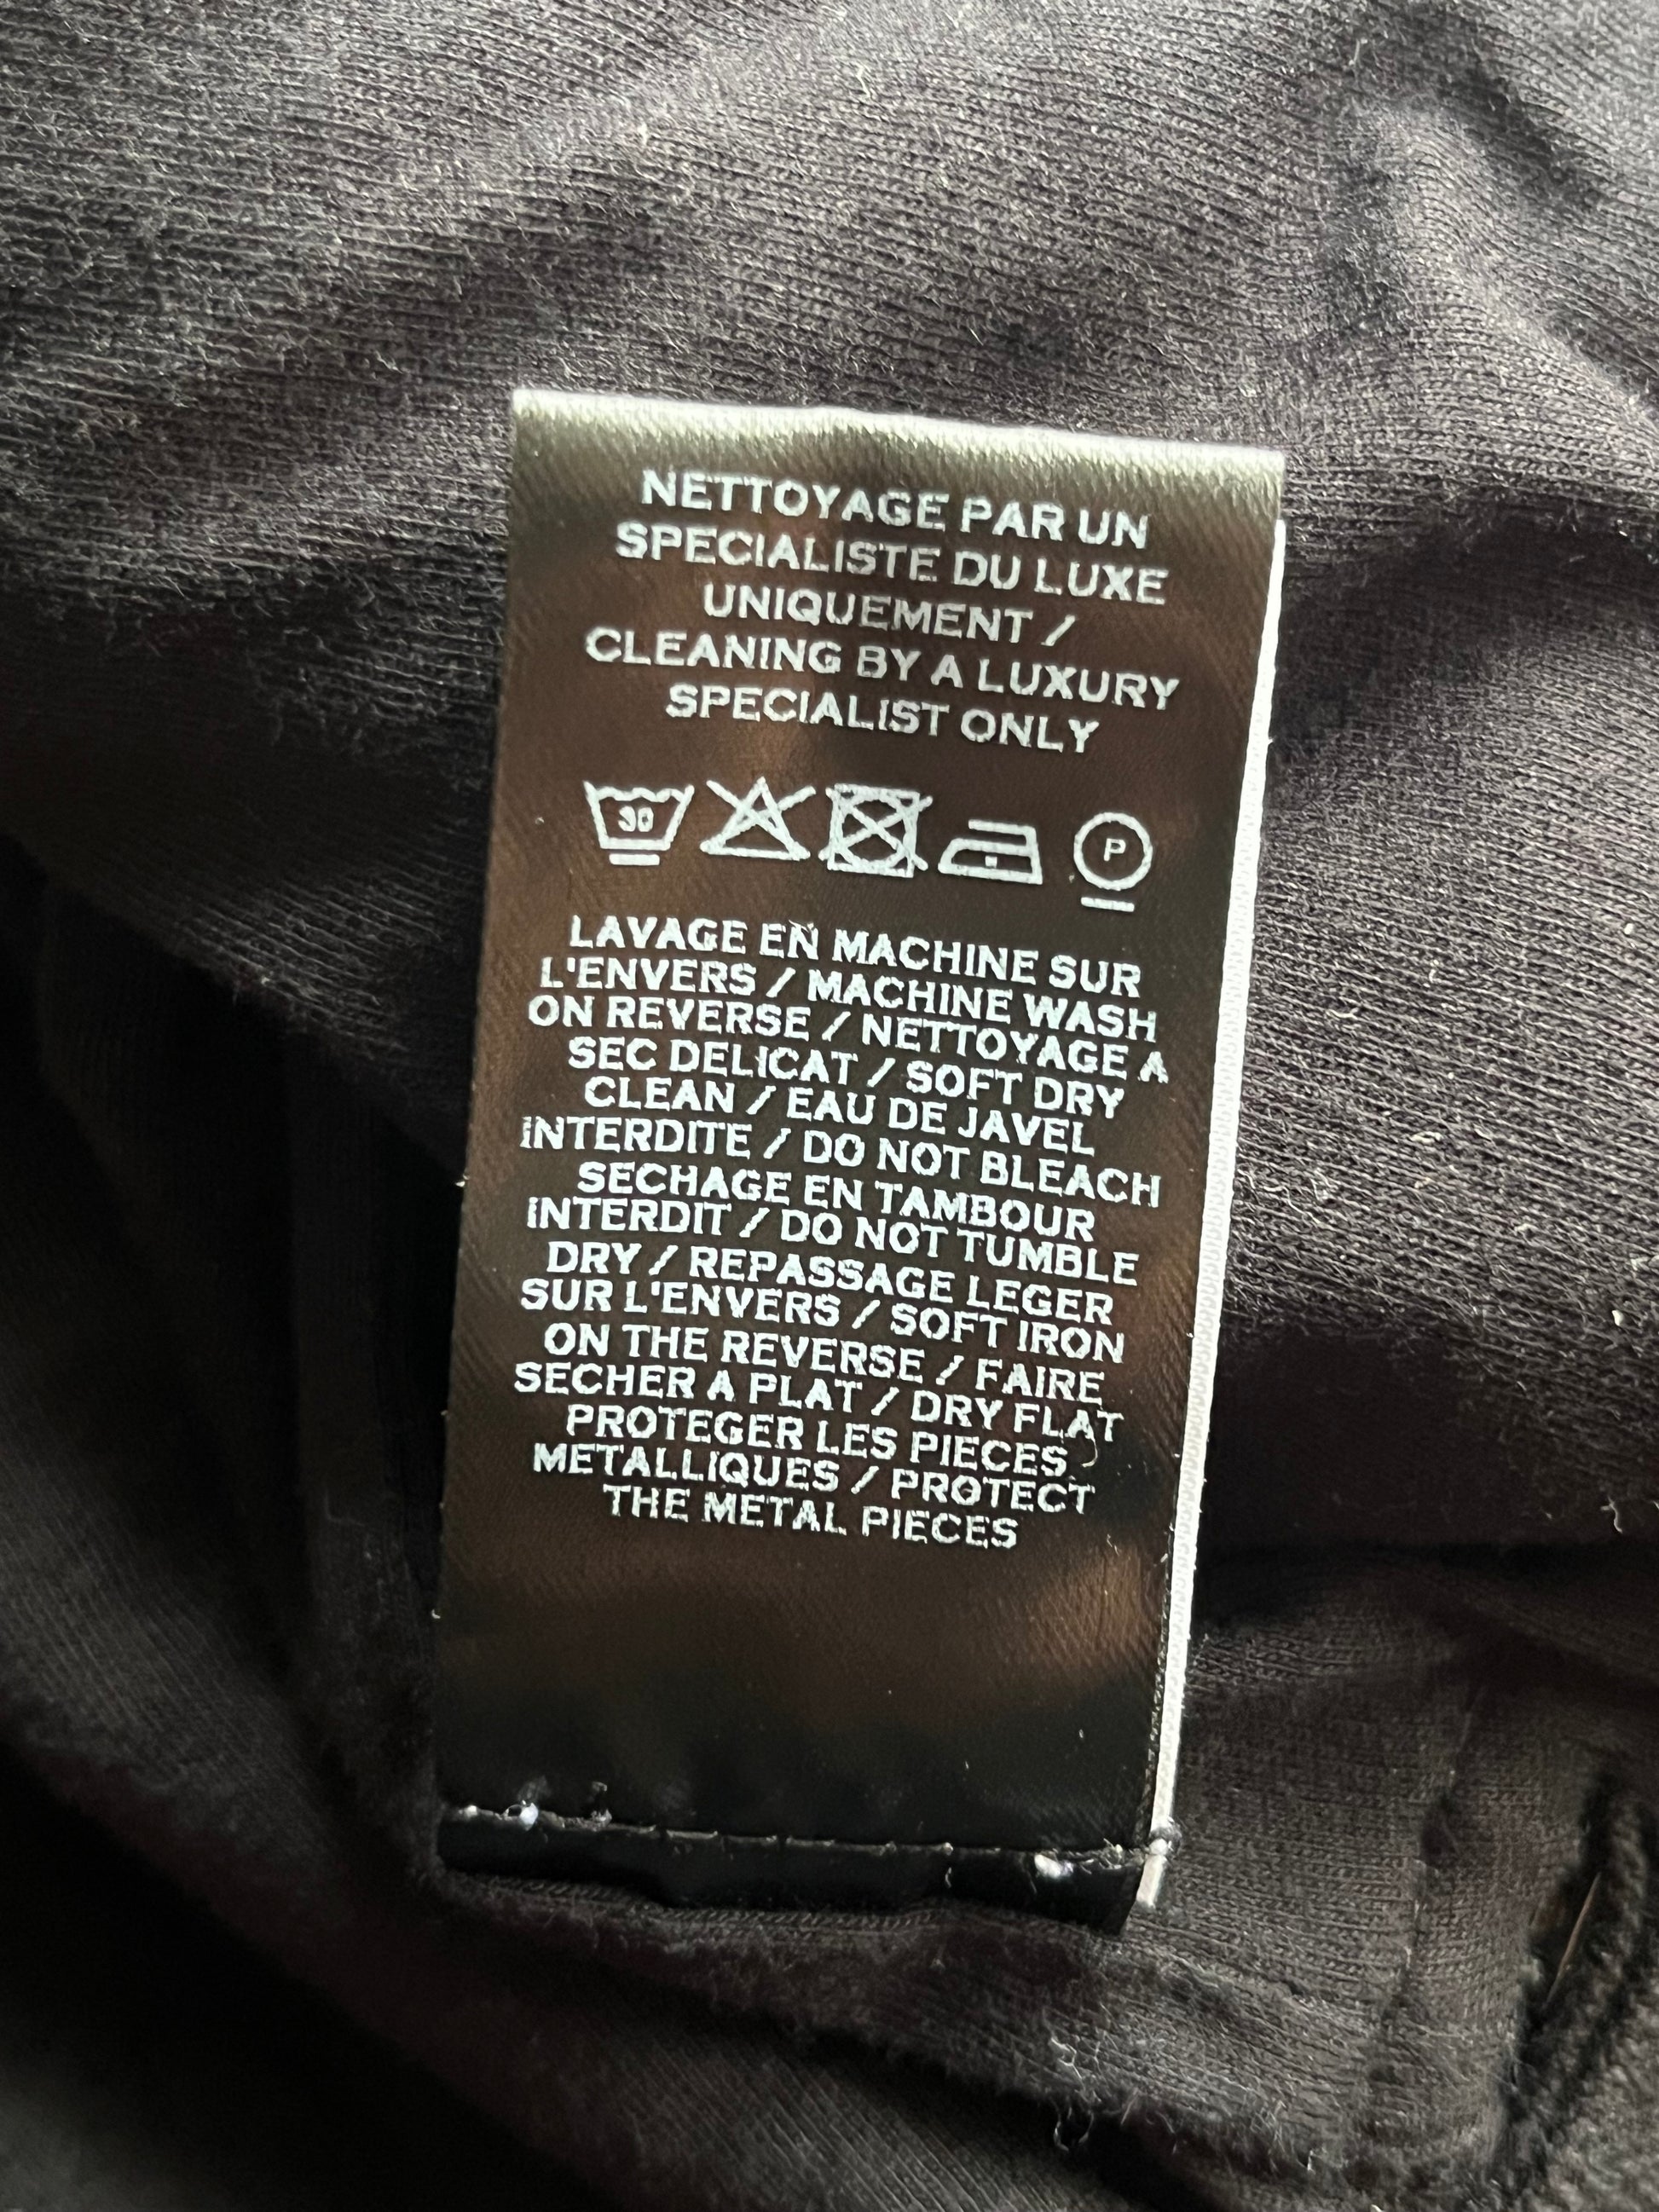 NETTOYAGE PAR UN
SPECIALISTE DU LUXE
UNIQUEMENT /
CLEANING BY A LUXURY
SPECIALIST ONLY
30
P
LAVAGE EN MACHINE SUR
L'ENVERS / MACHINE WASH
ON REVERSE / NETTOYAGE A
SEC DELICAT / SOFT DRY
CLEAN / EAU DE JAVEL
INTERDITE / DO NOT BLEACH
SECHAGE EN TAMBOUR
INTERDIT / DO NOT TUMBLE
DRY / REPASSAGE LEGER
SUR L'ENVERS / SOFT IRON
ON THE REVERSE / FAIRE
SECHER A PLAT / DRY FLAT
PROTEGER LES PIECES
METALLIQUES / PROTECT
THE METAL PIECES